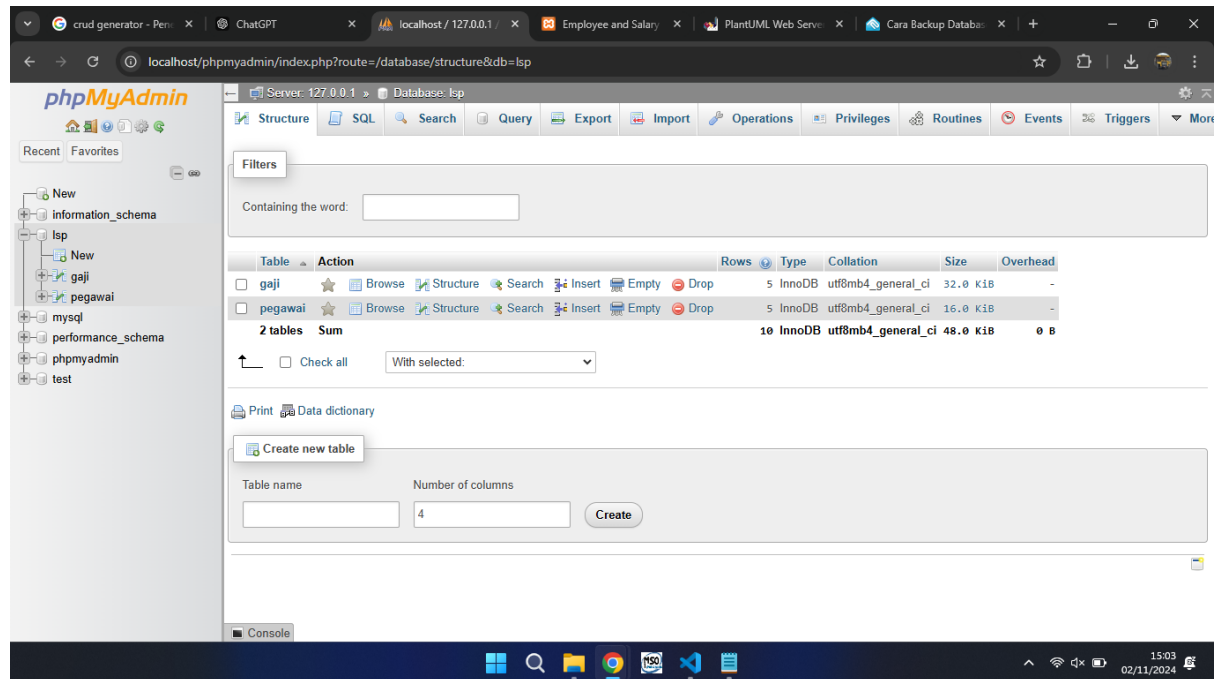 crud generator - Pen
ChatGPT
localhost / 127.0.0.1 /
Employee and Salary
PlantUML Web Serve
Cara Backup Databas
localhost/phpmyadmin/index.php?route=/database/structure&db=lsp
phpMyAdmin
Recent Favorites
New
information_schema
lsp
New
gaji
pegawai
mysql
performance_schema
phpmyadmin
test
Server: 127.0.0.1 » Database: lsp
Structure SQL Search Query Export Import Operations Privileges Routines Events Triggers More
Filters
Containing the word:
Table Action Rows Type Collation Size Overhead
gaji Browse Structure Search Insert Empty Drop 5 InnoDB utf8mb4_general_ci 32.0 KiB -
pegawai Browse Structure Search Insert Empty Drop 5 InnoDB utf8mb4_general_ci 16.0 KiB -
2 tables Sum 10 InnoDB utf8mb4_general_ci 48.0 KiB 0 B
Check all With selected:
Print Data dictionary
Create new table
Table name Number of columns
4 Create
Console
15:03
02/11/2024